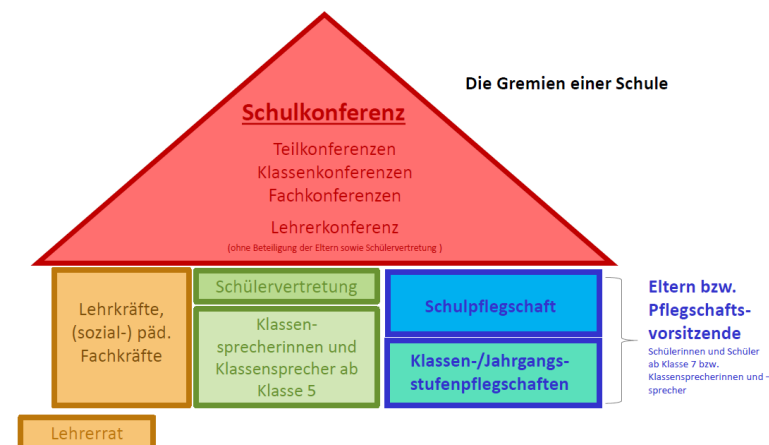 Die Gremien einer Schule
Schulkonferenz
Teilkonferenzen
Klassenkonferenzen
Fachkonferenzen
Lehrerkonferenz
(ohne Beteiligung der Eltern sowie Schülervertretung )
Lehrkräfte,
(sozial-) päd.
Fachkräfte
Schülervertretung
Klassen-
sprecherinnen und
Klassensprecher ab
Klasse 5
Schulpflegschaft
Klassen-/Jahrgangs-
stufenpflegschaften
Eltern bzw.
Pflegschafts-
vorsitzende
Schülerinnen und Schüler
ab Klasse 7 bzw.
Klassensprecherinnen und –
sprecher
Lehrerrat